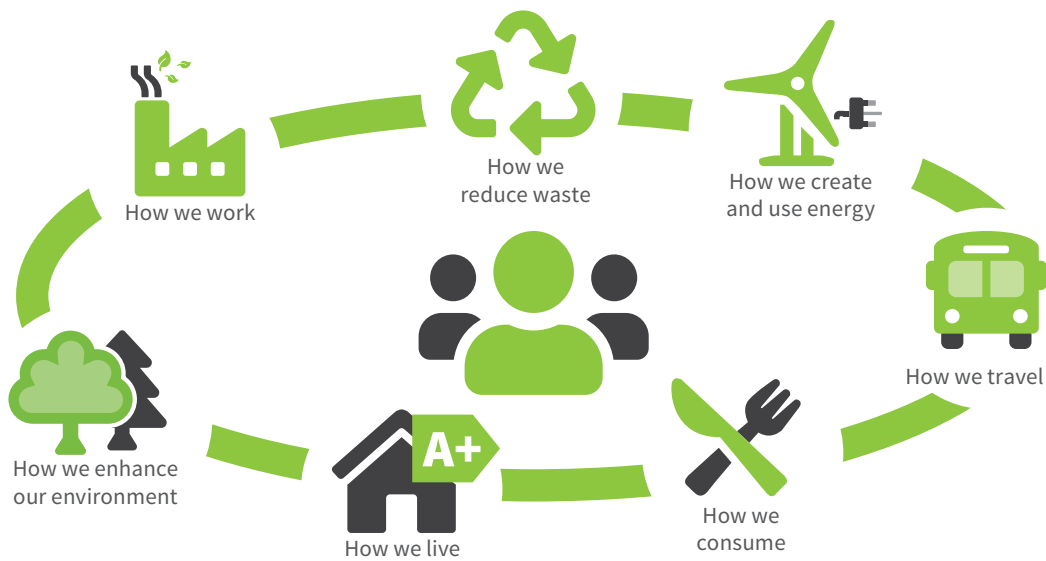 How we
reduce waste
How we create
and use energy
How we work
How we travel
How we enhance
our environment
A+
How we live
How we
consume